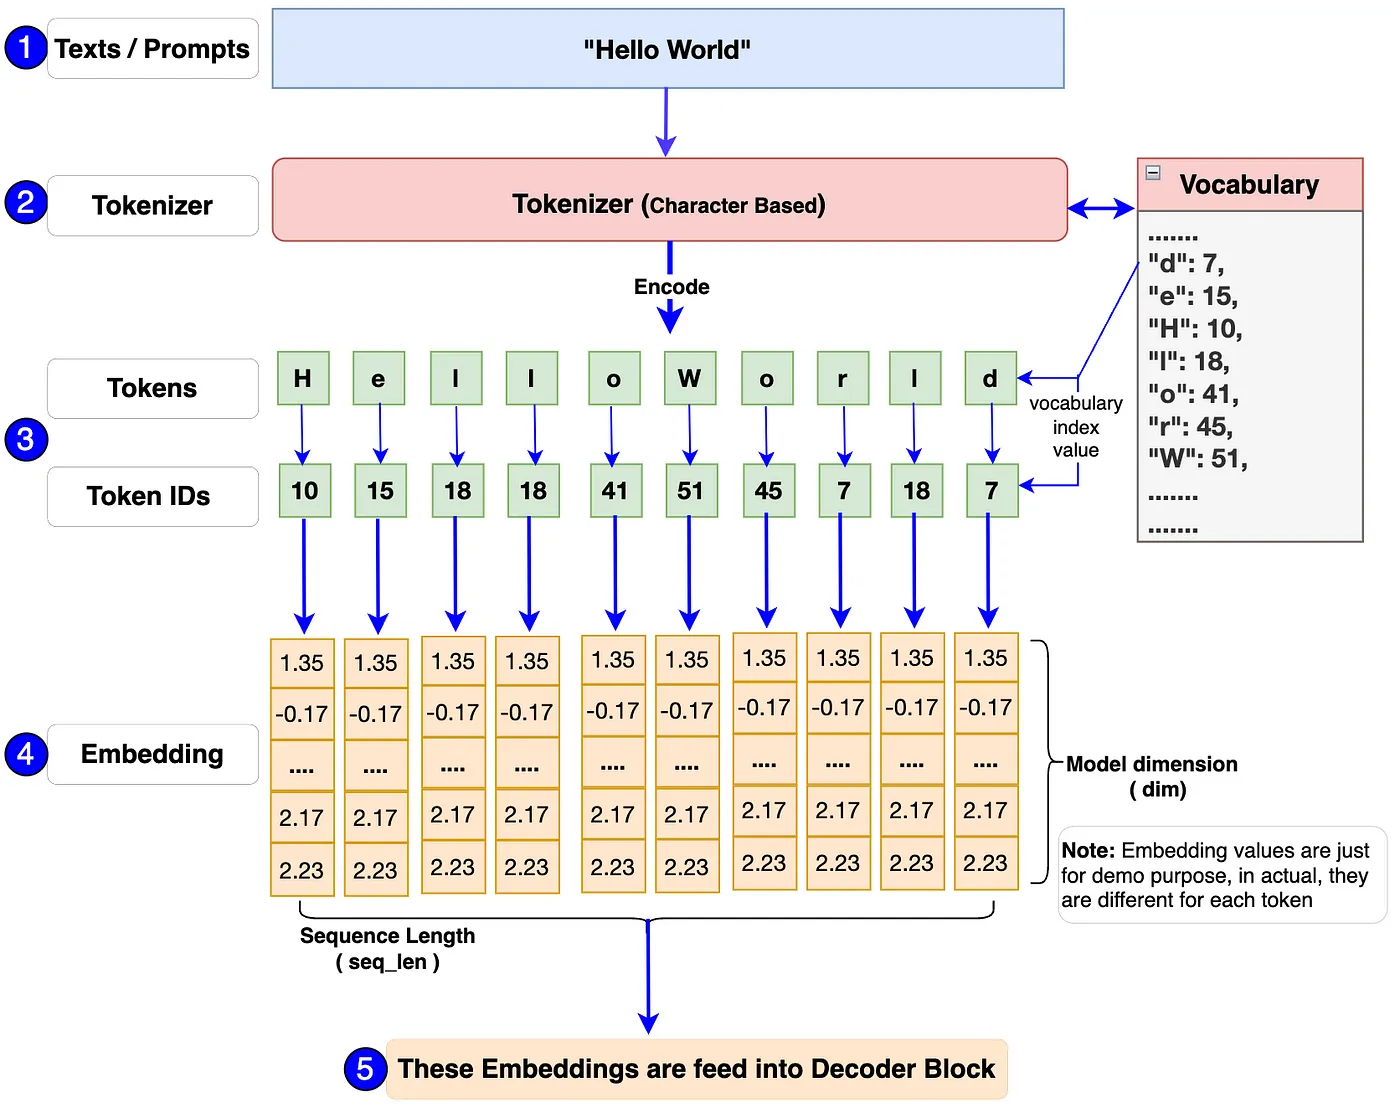 1 Texts / Prompts
"Hello World"
2 Tokenizer
Tokenizer (Character Based)
Vocabulary
.......
"d": 7,
"e": 15,
"H": 10,
"l": 18,
"o": 41,
"r": 45,
"W": 51,
.......
.......
Encode
3
Tokens
H e l l o W o r l d
vocabulary
index
value
Token IDs
10 15 18 18 41 51 45 7 18 7
4 Embedding
1.35 1.35 1.35 1.35 1.35 1.35 1.35 1.35 1.35 1.35
-0.17 -0.17 -0.17 -0.17 -0.17 -0.17 -0.17 -0.17 -0.17 -0.17
.... .... .... .... .... .... .... .... .... ....
2.17 2.17 2.17 2.17 2.17 2.17 2.17 2.17 2.17 2.17
2.23 2.23 2.23 2.23 2.23 2.23 2.23 2.23 2.23 2.23
Model dimension
( dim)
Note: Embedding values are just
for demo purpose, in actual, they
are different for each token
Sequence Length
( seq_len )
5 These Embeddings are feed into Decoder Block